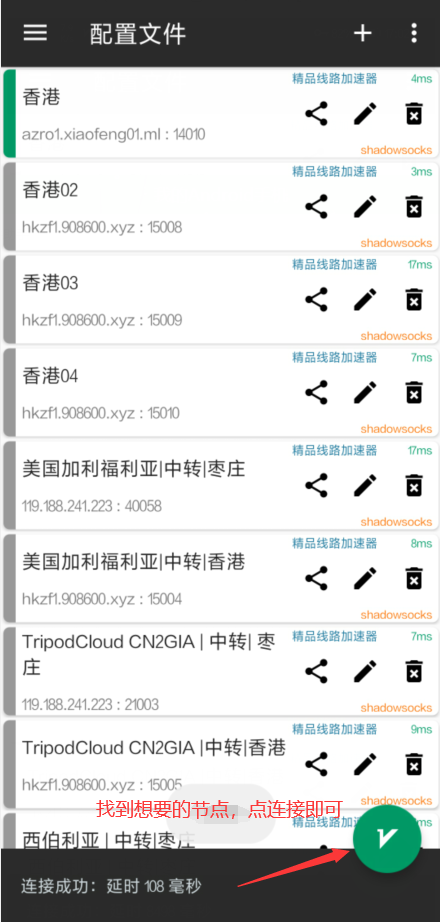 配置文件
精品线路加速器 4ms
香港
azro1.xiaofeng01.ml : 14010
shadowsocks
精品线路加速器 3ms
香港02
hkzf1.908600.xyz : 15008
shadowsocks
精品线路加速器 17ms
香港03
hkzf1.908600.xyz : 15009
shadowsocks
精品线路加速器 7ms
香港04
hkzf1.908600.xyz : 15010
shadowsocks
精品线路加速器 17ms
美国加利福利亚|中转|枣庄
119.188.241.223 : 40058
shadowsocks
精品线路加速器 8ms
美国加利福利亚|中转|香港
hkzf1.908600.xyz : 15004
shadowsocks
精品线路加速器 7ms
TripodCloud CN2GIA | 中转| 枣
庄
119.188.241.223 : 21003
shadowsocks
精品线路加速器 9ms
TripodCloud CN2GIA |中转|香港
hkzf1.908600.xyz : 15005
shadowsocks
找到想要的节点，点连接即可
精品线路加速器
西伯利亚 | 中转|枣庄
连接成功：延时 108 毫秒